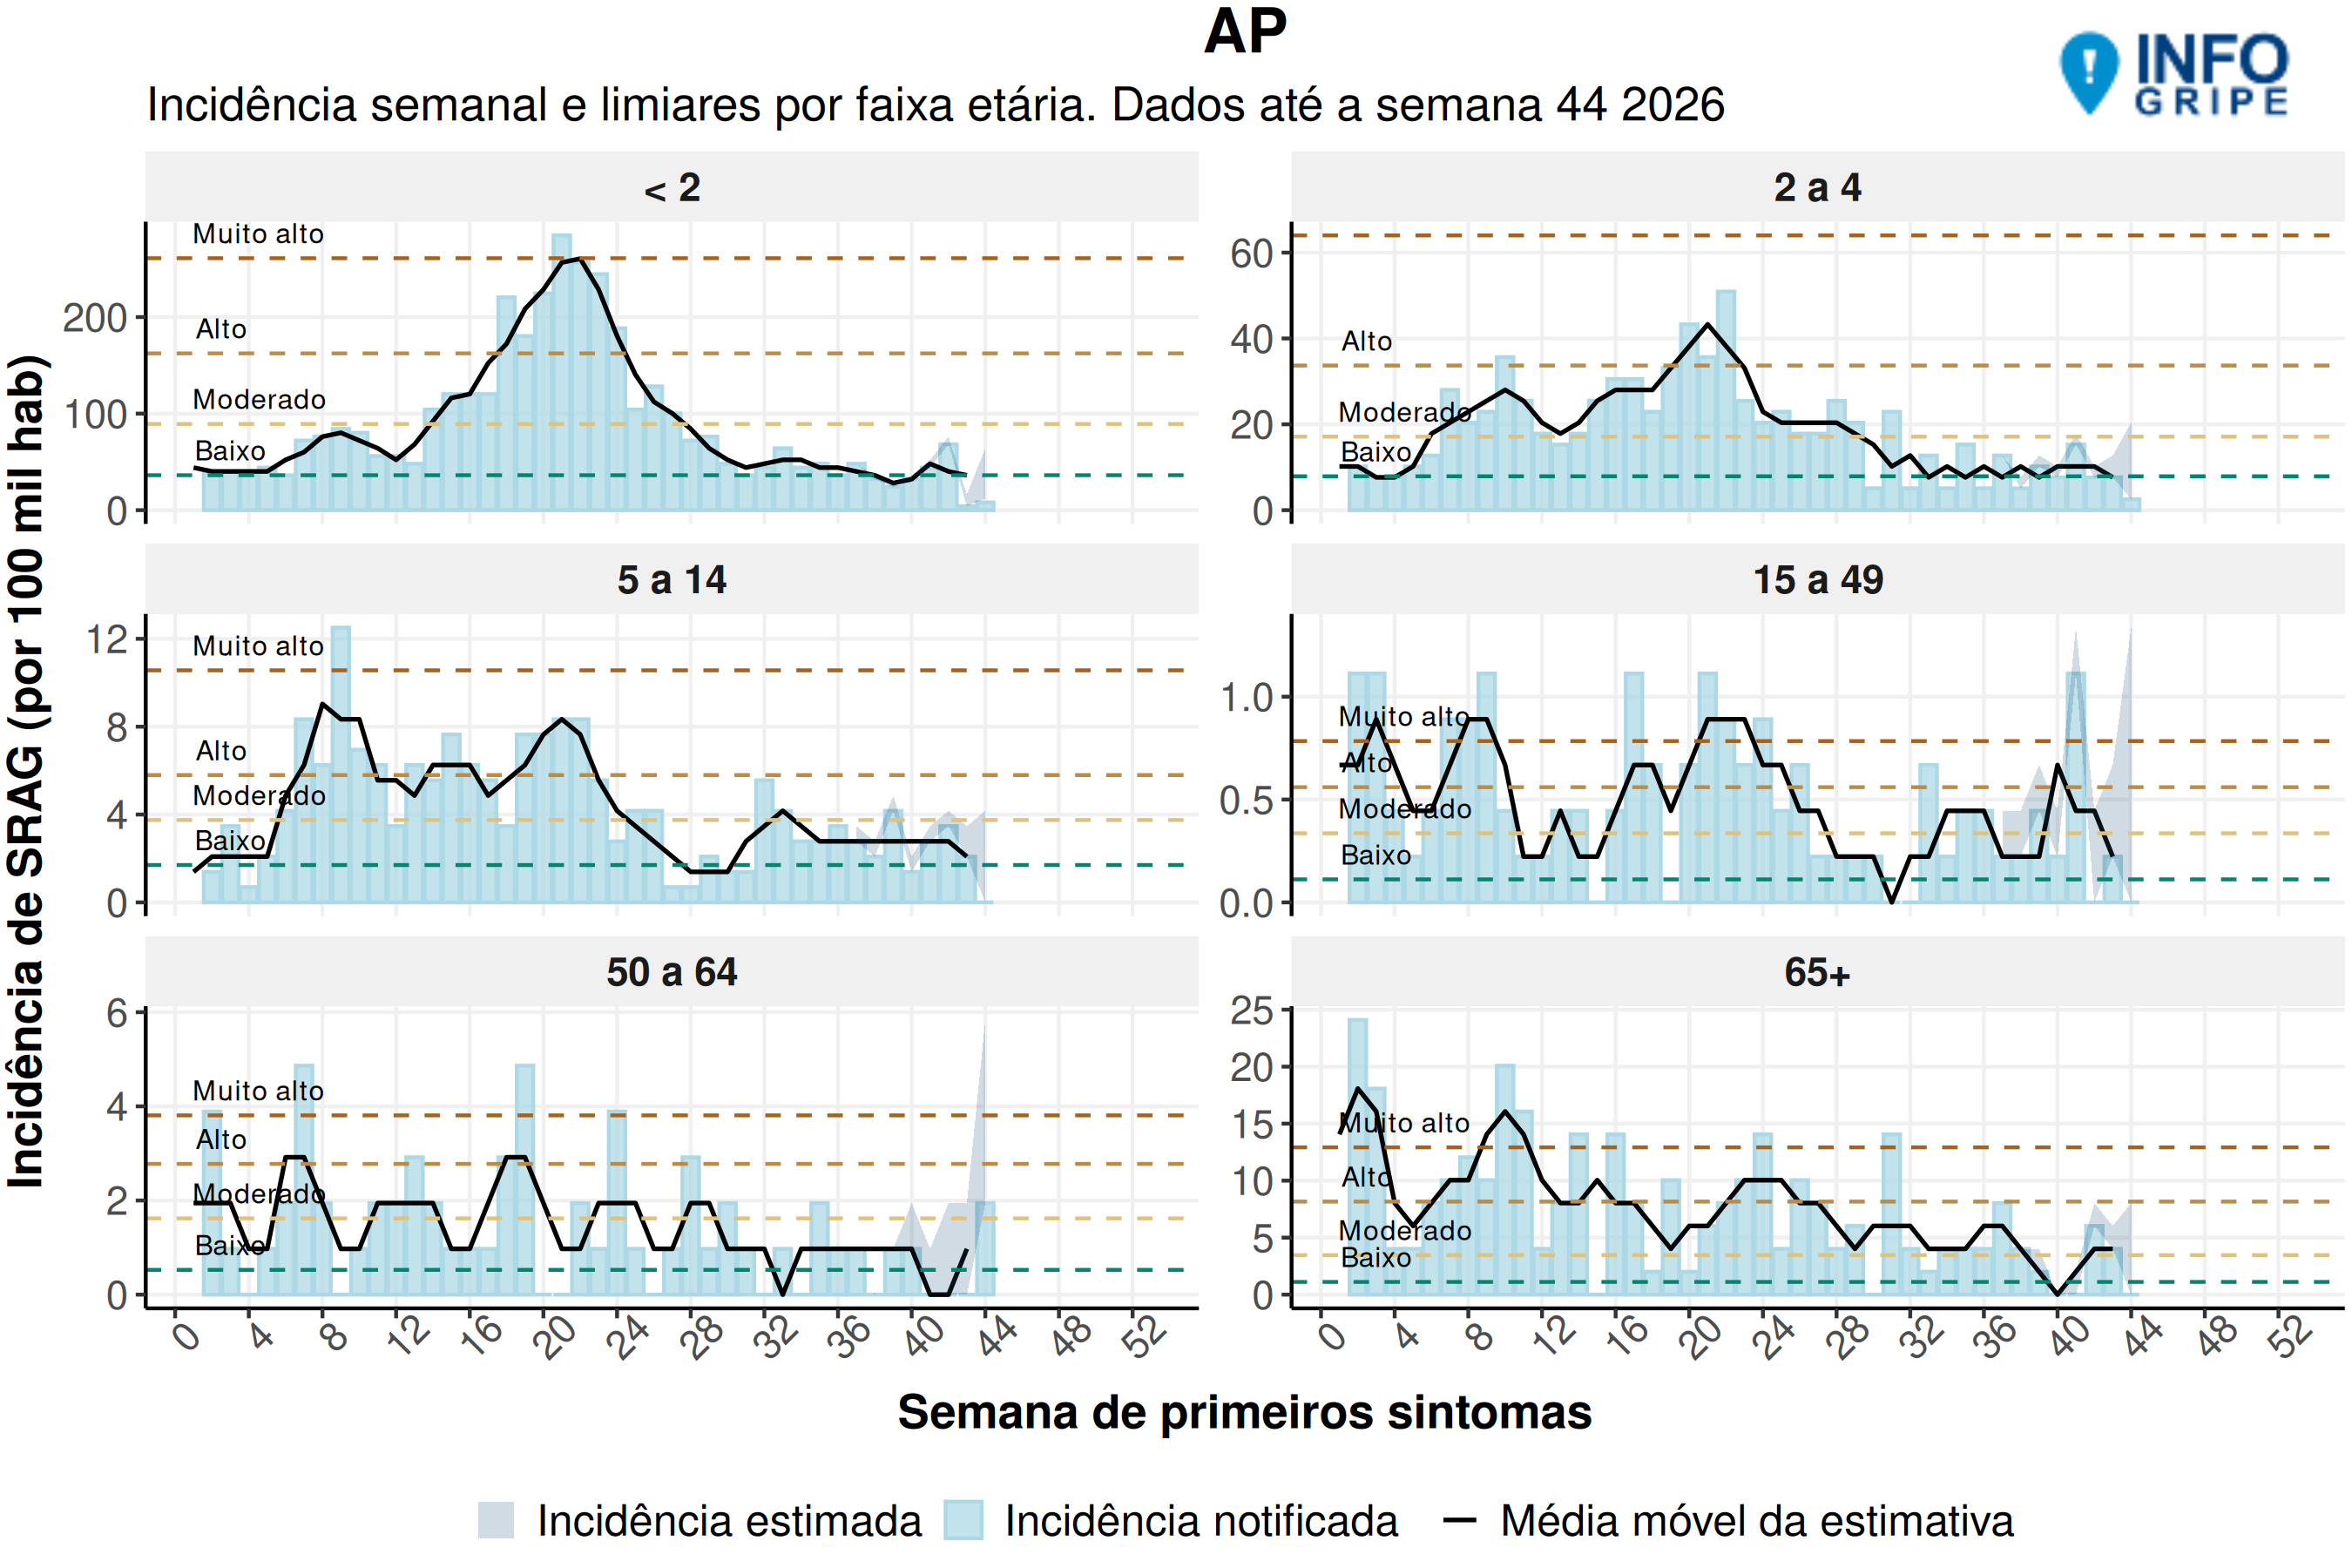 AP
INFO
GRIPE
Incidência semanal e limiares por faixa etária. Dados até a semana 44 2026
Incidência de SRAG (por 100 mil hab)
< 2
Muito alto
Alto
Moderado
Baixo
200
100
0
2 a 4
Alto
Moderado
Baixo
60
40
20
0
5 a 14
Muito alto
Alto
Moderado
Baixo
12
8
4
0
15 a 49
Muito alto
Alto
Moderado
Baixo
1.0
0.5
0.0
50 a 64
Muito alto
Alto
Moderado
Baixo
6
4
2
0
0 4 8 12 16 20 24 28 32 36 40 44 48 52
65+
Muito alto
Alto
Moderado
Baixo
25
20
15
10
5
0
0 4 8 12 16 20 24 28 32 36 40 44 48 52
Semana de primeiros sintomas
Incidência estimada Incidência notificada Média móvel da estimativa